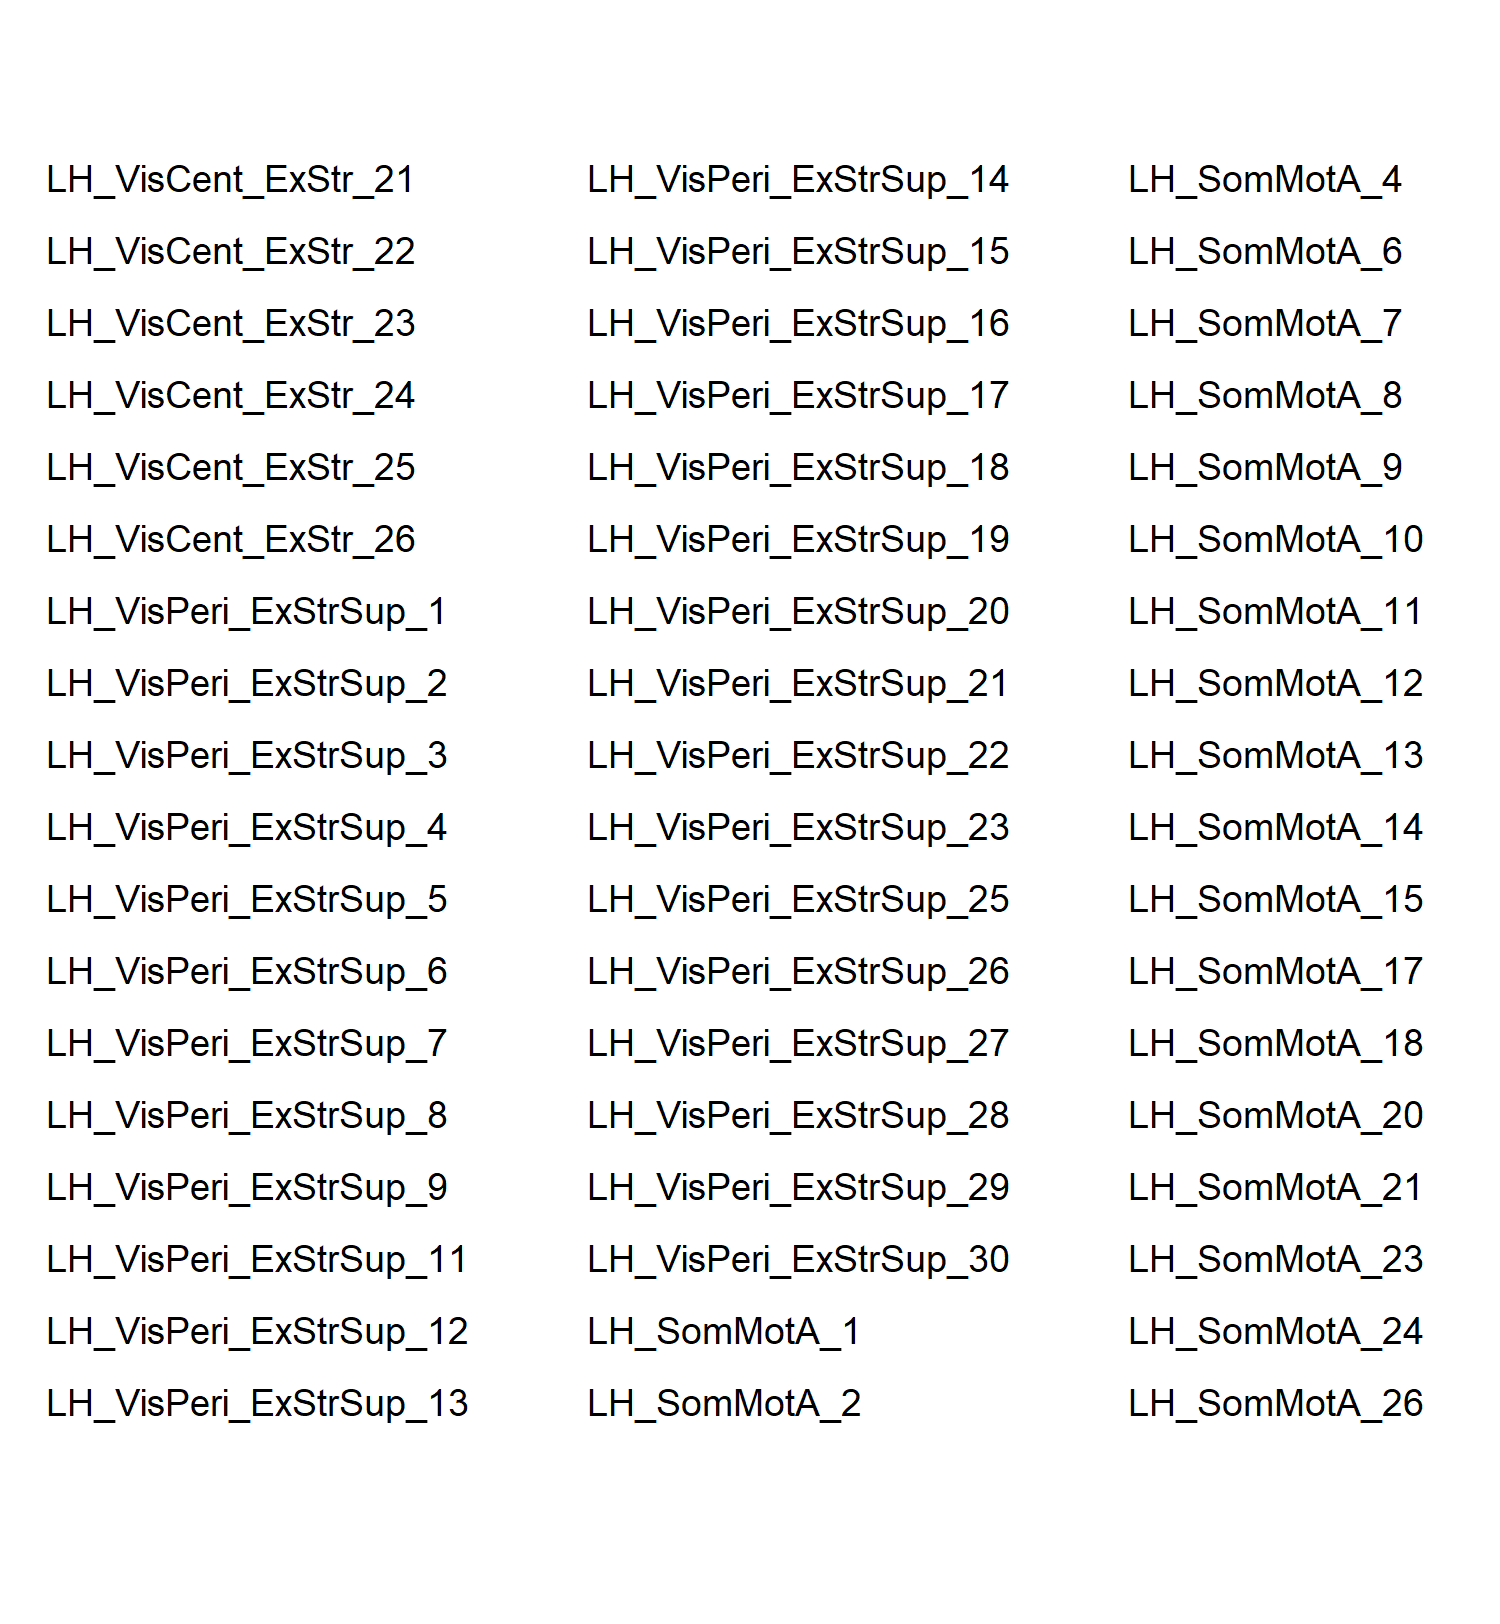 LH_VisCent_ExStr_21
LH_VisCent_ExStr_22
LH_VisCent_ExStr_23
LH_VisCent_ExStr_24
LH_VisCent_ExStr_25
LH_VisCent_ExStr_26
LH_VisPeri_ExStrSup_1
LH_VisPeri_ExStrSup_2
LH_VisPeri_ExStrSup_3
LH_VisPeri_ExStrSup_4
LH_VisPeri_ExStrSup_5
LH_VisPeri_ExStrSup_6
LH_VisPeri_ExStrSup_7
LH_VisPeri_ExStrSup_8
LH_VisPeri_ExStrSup_9
LH_VisPeri_ExStrSup_11
LH_VisPeri_ExStrSup_12
LH_VisPeri_ExStrSup_13
LH_VisPeri_ExStrSup_14
LH_VisPeri_ExStrSup_15
LH_VisPeri_ExStrSup_16
LH_VisPeri_ExStrSup_17
LH_VisPeri_ExStrSup_18
LH_VisPeri_ExStrSup_19
LH_VisPeri_ExStrSup_20
LH_VisPeri_ExStrSup_21
LH_VisPeri_ExStrSup_22
LH_VisPeri_ExStrSup_23
LH_VisPeri_ExStrSup_25
LH_VisPeri_ExStrSup_26
LH_VisPeri_ExStrSup_27
LH_VisPeri_ExStrSup_28
LH_VisPeri_ExStrSup_29
LH_VisPeri_ExStrSup_30
LH_SomMotA_1
LH_SomMotA_2
LH_SomMotA_4
LH_SomMotA_6
LH_SomMotA_7
LH_SomMotA_8
LH_SomMotA_9
LH_SomMotA_10
LH_SomMotA_11
LH_SomMotA_12
LH_SomMotA_13
LH_SomMotA_14
LH_SomMotA_15
LH_SomMotA_17
LH_SomMotA_18
LH_SomMotA_20
LH_SomMotA_21
LH_SomMotA_23
LH_SomMotA_24
LH_SomMotA_26